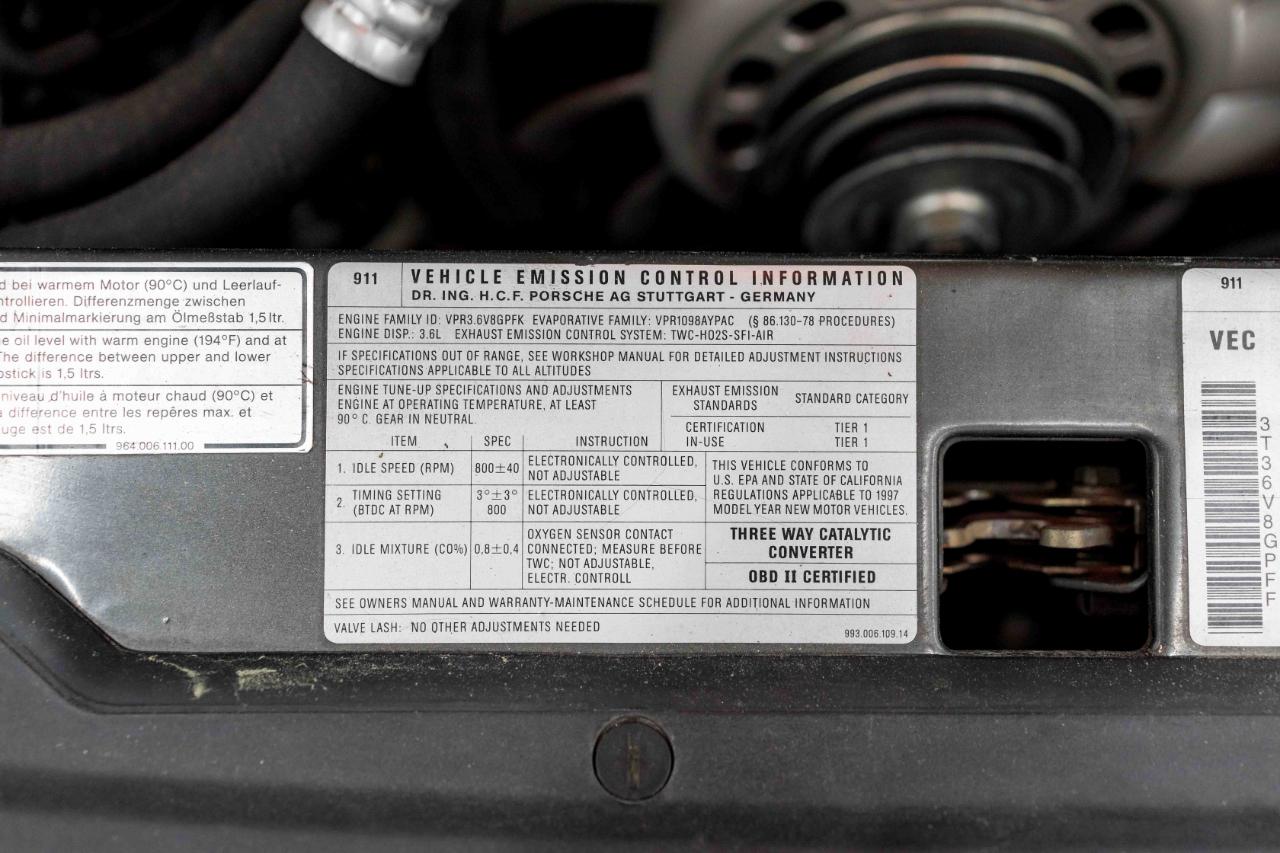 d bei warmem Motor (90°C) und Leerlauf-
ntrollieren. Differenzmenge zwischen
d Minimalmarkierung am Ölmeßstab 1,5 ltr.
e oil level with warm engine (194°F) and at
The difference between upper and lower
ostick is 1.5 ltrs.
niveau d'huile à moteur chaud (90°C) et
a différence entre les repêres max. et
uge est de 1,5 ltrs.
964.006.111.00
911
VEHICLE EMISSION CONTROL INFORMATION
DR. ING. H.C.F. PORSCHE AG STUTTGART - GERMANY
ENGINE FAMILY ID: VPR3.6V8GPFK EVAPORATIVE FAMILY: VPR1098AYPAC (§ 86.130-78 PROCEDURES)
ENGINE DISP.: 3.6L EXHAUST EMISSION CONTROL SYSTEM: TWC-HO2S-SFI-AIR
IF SPECIFICATIONS OUT OF RANGE, SEE WORKSHOP MANUAL FOR DETAILED ADJUSTMENT INSTRUCTIONS
SPECIFICATIONS APPLICABLE TO ALL ALTITUDES
ENGINE TUNE-UP SPECIFICATIONS AND ADJUSTMENTS
ENGINE AT OPERATING TEMPERATURE, AT LEAST
90° C. GEAR IN NEUTRAL.
EXHAUST EMISSION STANDARDS STANDARD CATEGORY
CERTIFICATION TIER 1
IN-USE TIER 1
ITEM SPEC INSTRUCTION
1. IDLE SPEED (RPM) 800±40 ELECTRONICALLY CONTROLLED,
NOT ADJUSTABLE
2. TIMING SETTING (BTDC AT RPM) 3°±3° 800 ELECTRONICALLY CONTROLLED,
NOT ADJUSTABLE
3. IDLE MIXTURE (CO%) 0,8±0,4 OXYGEN SENSOR CONTACT
CONNECTED; MEASURE BEFORE
TWC; NOT ADJUSTABLE,
ELECTR. CONTROLL
THIS VEHICLE CONFORMS TO
U.S. EPA AND STATE OF CALIFORNIA
REGULATIONS APPLICABLE TO 1997
MODEL YEAR NEW MOTOR VEHICLES.
THREE WAY CATALYTIC
CONVERTER
OBD II CERTIFIED
SEE OWNERS MANUAL AND WARRANTY-MAINTENANCE SCHEDULE FOR ADDITIONAL INFORMATION
VALVE LASH: NO OTHER ADJUSTMENTS NEEDED
993.006.109.14
911
VEC
3T36V8GPFF